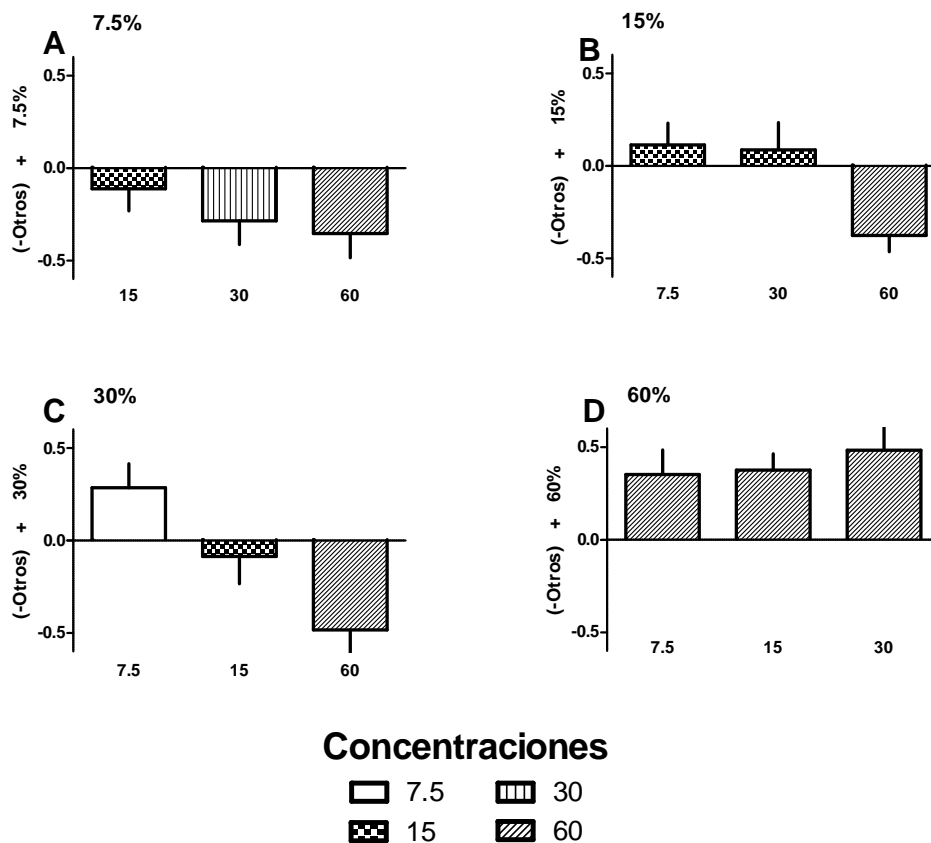 A 7.5%
(-Otros) + 7.5%
0.5
0.0
-0.5
15 30 60
B 15%
(-Otros) + 15%
0.5
0.0
-0.5
7.5 30 60
C 30%
(-Otros) + 30%
0.5
0.0
-0.5
7.5 15 60
D 60%
(-Otros) + 60%
0.5
0.0
-0.5
7.5 15 30
Concentraciones
7.5 30
15 60